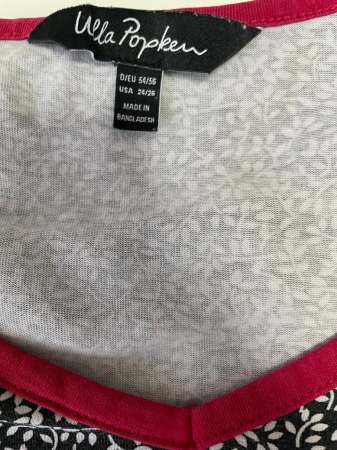 Ulla Popken
D/EU 54/56
USA 24/26
MADE IN
BANGLADESH